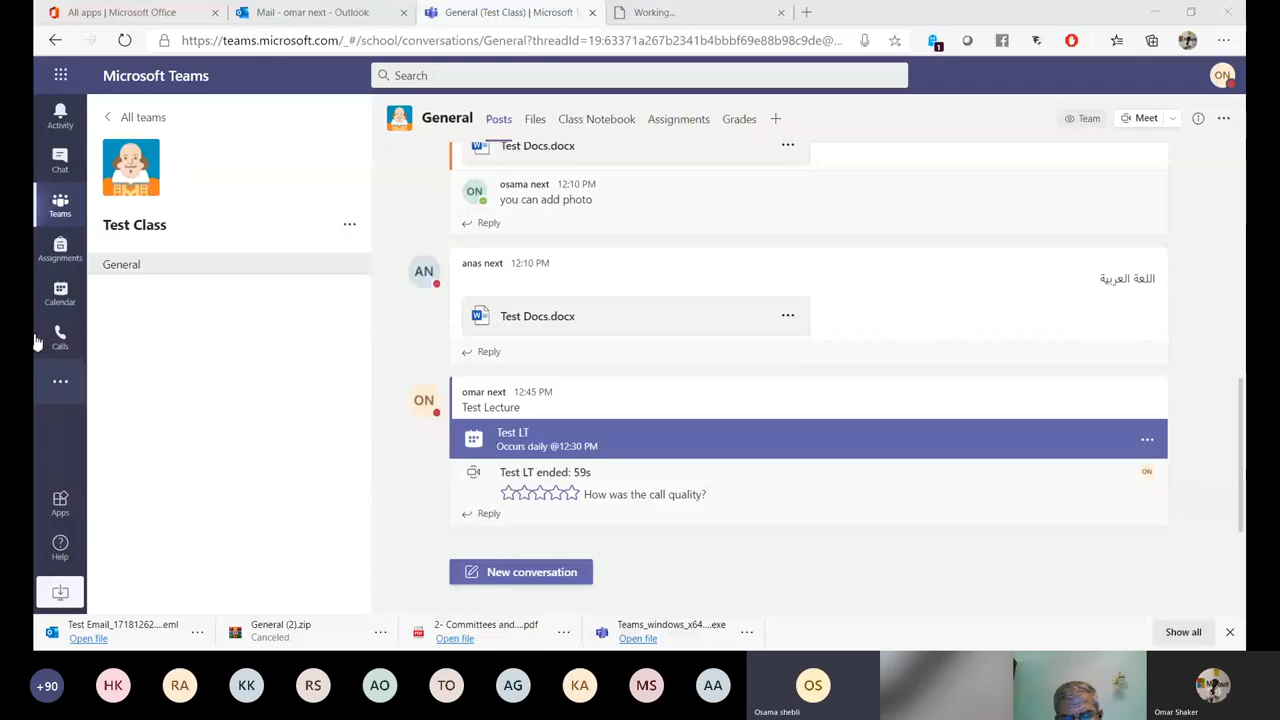 All apps | Microsoft Office
Mail - omar next - Outlook
General (Test Class) | Microsoft T
Working...
https://teams.microsoft.com/_#/school/conversations/General?threadId=19:63371a267b2341b4bbbf69e88b98c9de@...
1
Microsoft Teams
Search
ON
Activity
Chat
Teams
Assignments
Calendar
Calls
Apps
Help
All teams
Test Class
General
General
Posts
Files
Class Notebook
Assignments
Grades
Team
Meet
Test Docs.docx
ON
osama next 12:10 PM
you can add photo
Reply
AN
anas next 12:10 PM
اللغة العربية
Test Docs.docx
Reply
ON
omar next 12:45 PM
Test Lecture
Test LT
Occurs daily @12:30 PM
Test LT ended: 59s
ON
How was the call quality?
Reply
New conversation
Test Email_17181262....eml
Open file
General (2).zip
Canceled
2- Committees and....pdf
Open file
Teams_windows_x64....exe
Open file
Show all
+90
HK
RA
KK
RS
AO
TO
AG
KA
MS
AA
OS
Osama shebli
Omar Shaker